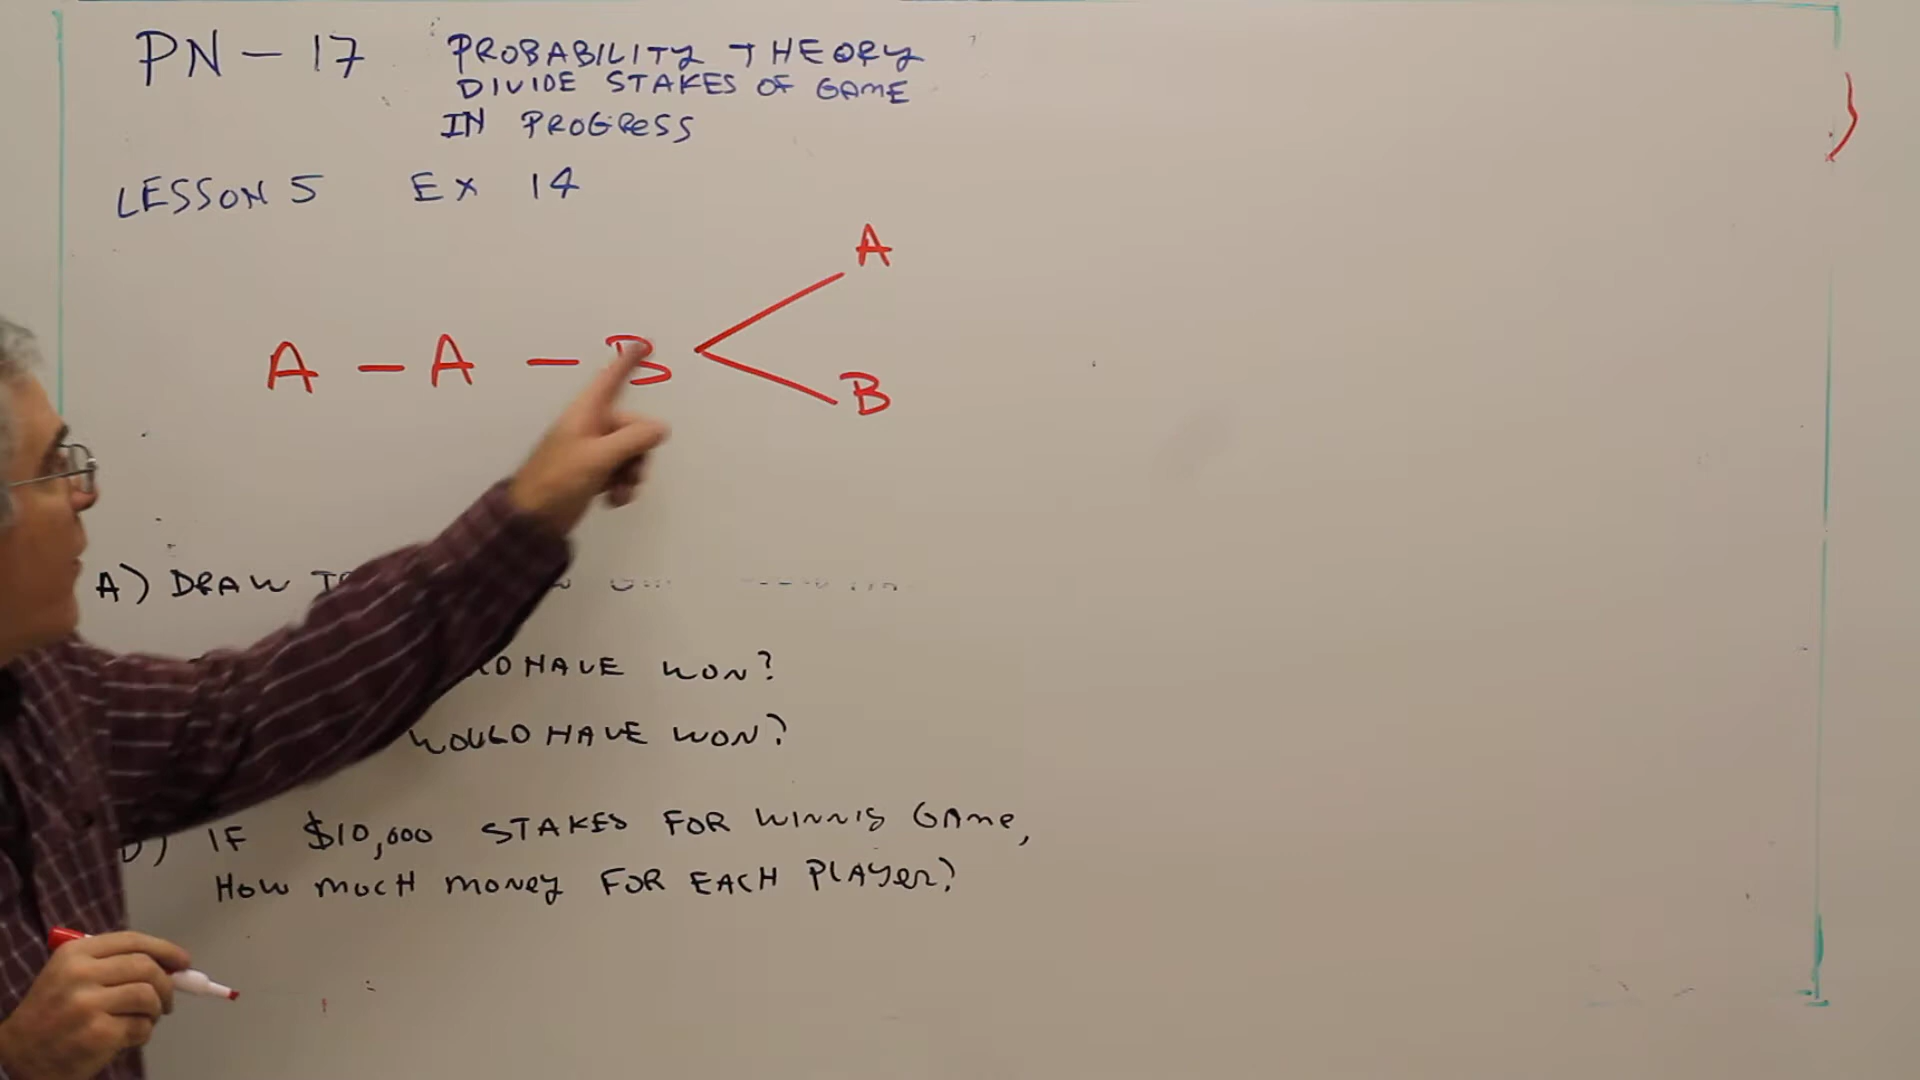 PN-17 PROBABILITY THEORY
DIVIDE STAKES OF GAME
IN PROGRESS
LESSON 5 EX 14
A
A - A - B
B
A) DRAW
HAVE WON?
WOULD HAVE WON?
D) IF $10,000 STAKES FOR WINNIG GAME,
HOW MUCH MONEY FOR EACH PLAYER?